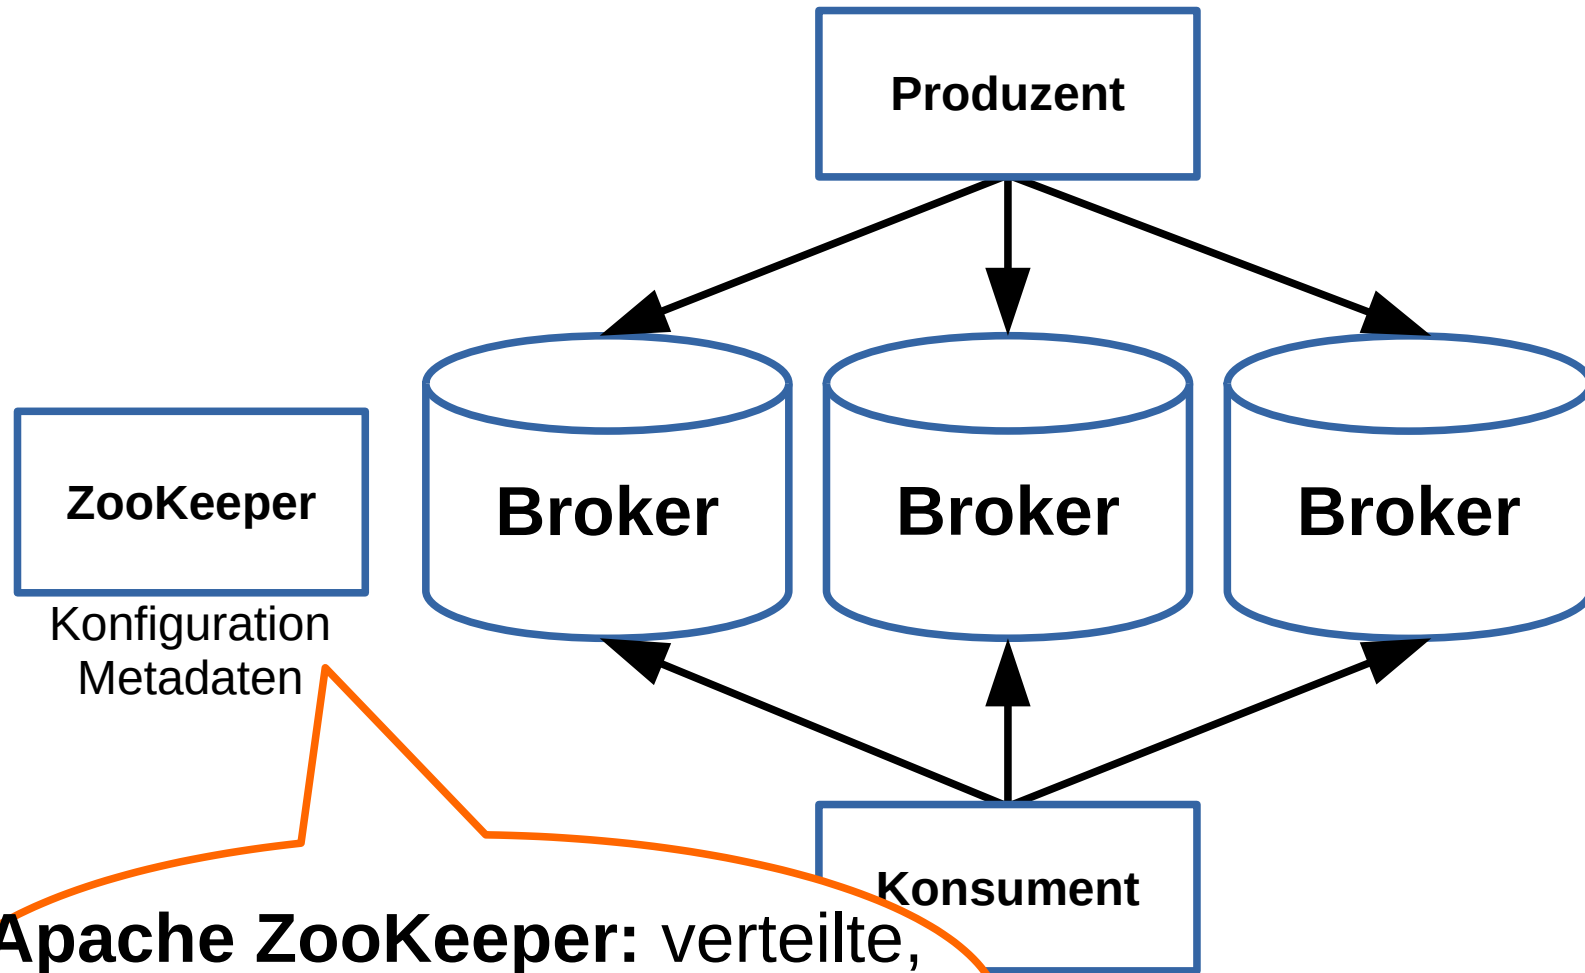 Produzent
ZooKeeper
Broker
Broker
Broker
Konfiguration
Metadaten
Konsument
Apache ZooKeeper: verteilte,